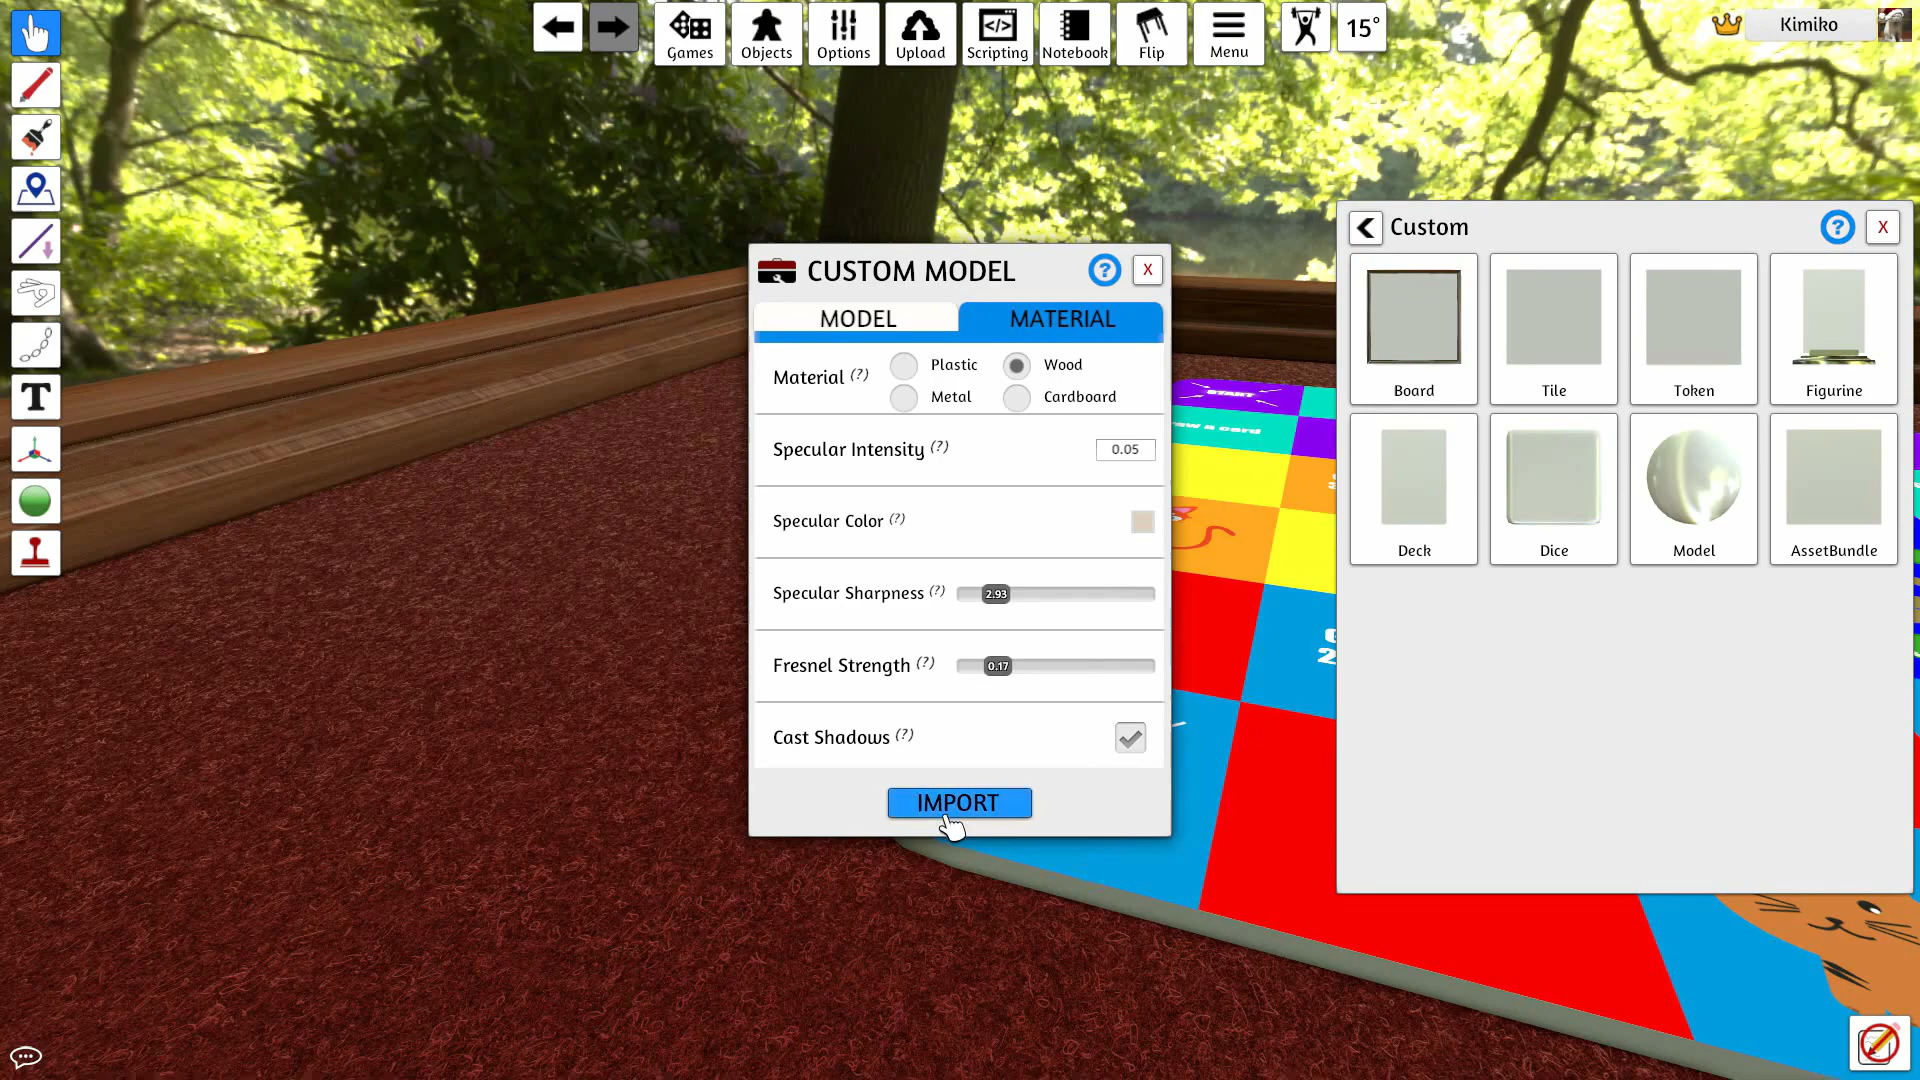 Games
Objects
Options
Upload
Scripting
Notebook
Flip
Menu
15°
Kimiko
T
CUSTOM MODEL
?
X
MODEL
MATERIAL
Material (?)
Plastic
Wood
Metal
Cardboard
Specular Intensity (?)
0.05
Specular Color (?)
Specular Sharpness (?)
2.93
Fresnel Strength (?)
0.17
Cast Shadows (?)
IMPORT
Custom
?
X
Board
Tile
Token
Figurine
Deck
Dice
Model
AssetBundle
START
a card